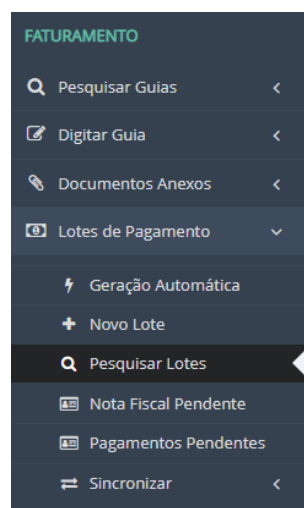 FATURAMENTO
Pesquisar Guias
Digitar Guia
Documentos Anexos
Lotes de Pagamento
Geração Automática
Novo Lote
Pesquisar Lotes
Nota Fiscal Pendente
Pagamentos Pendentes
Sincronizar